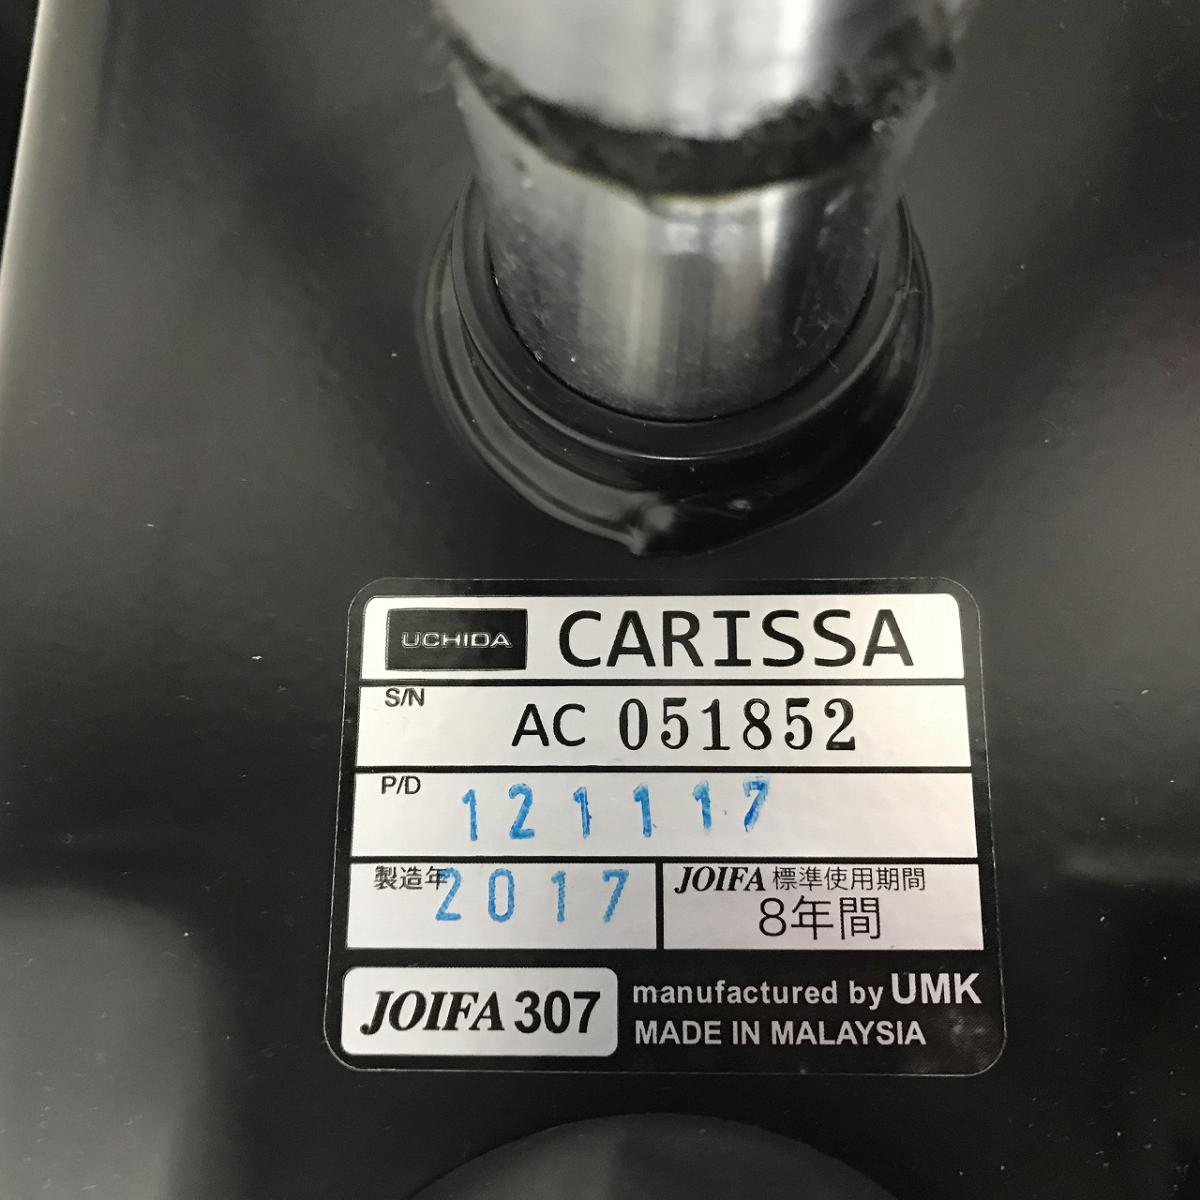 UCHIDA CARISSA
S/N AC 051852
P/D 121117
製造年 2017
JOIFA 標準使用期間
8年間
JOIFA 307
manufactured by UMK
MADE IN MALAYSIA